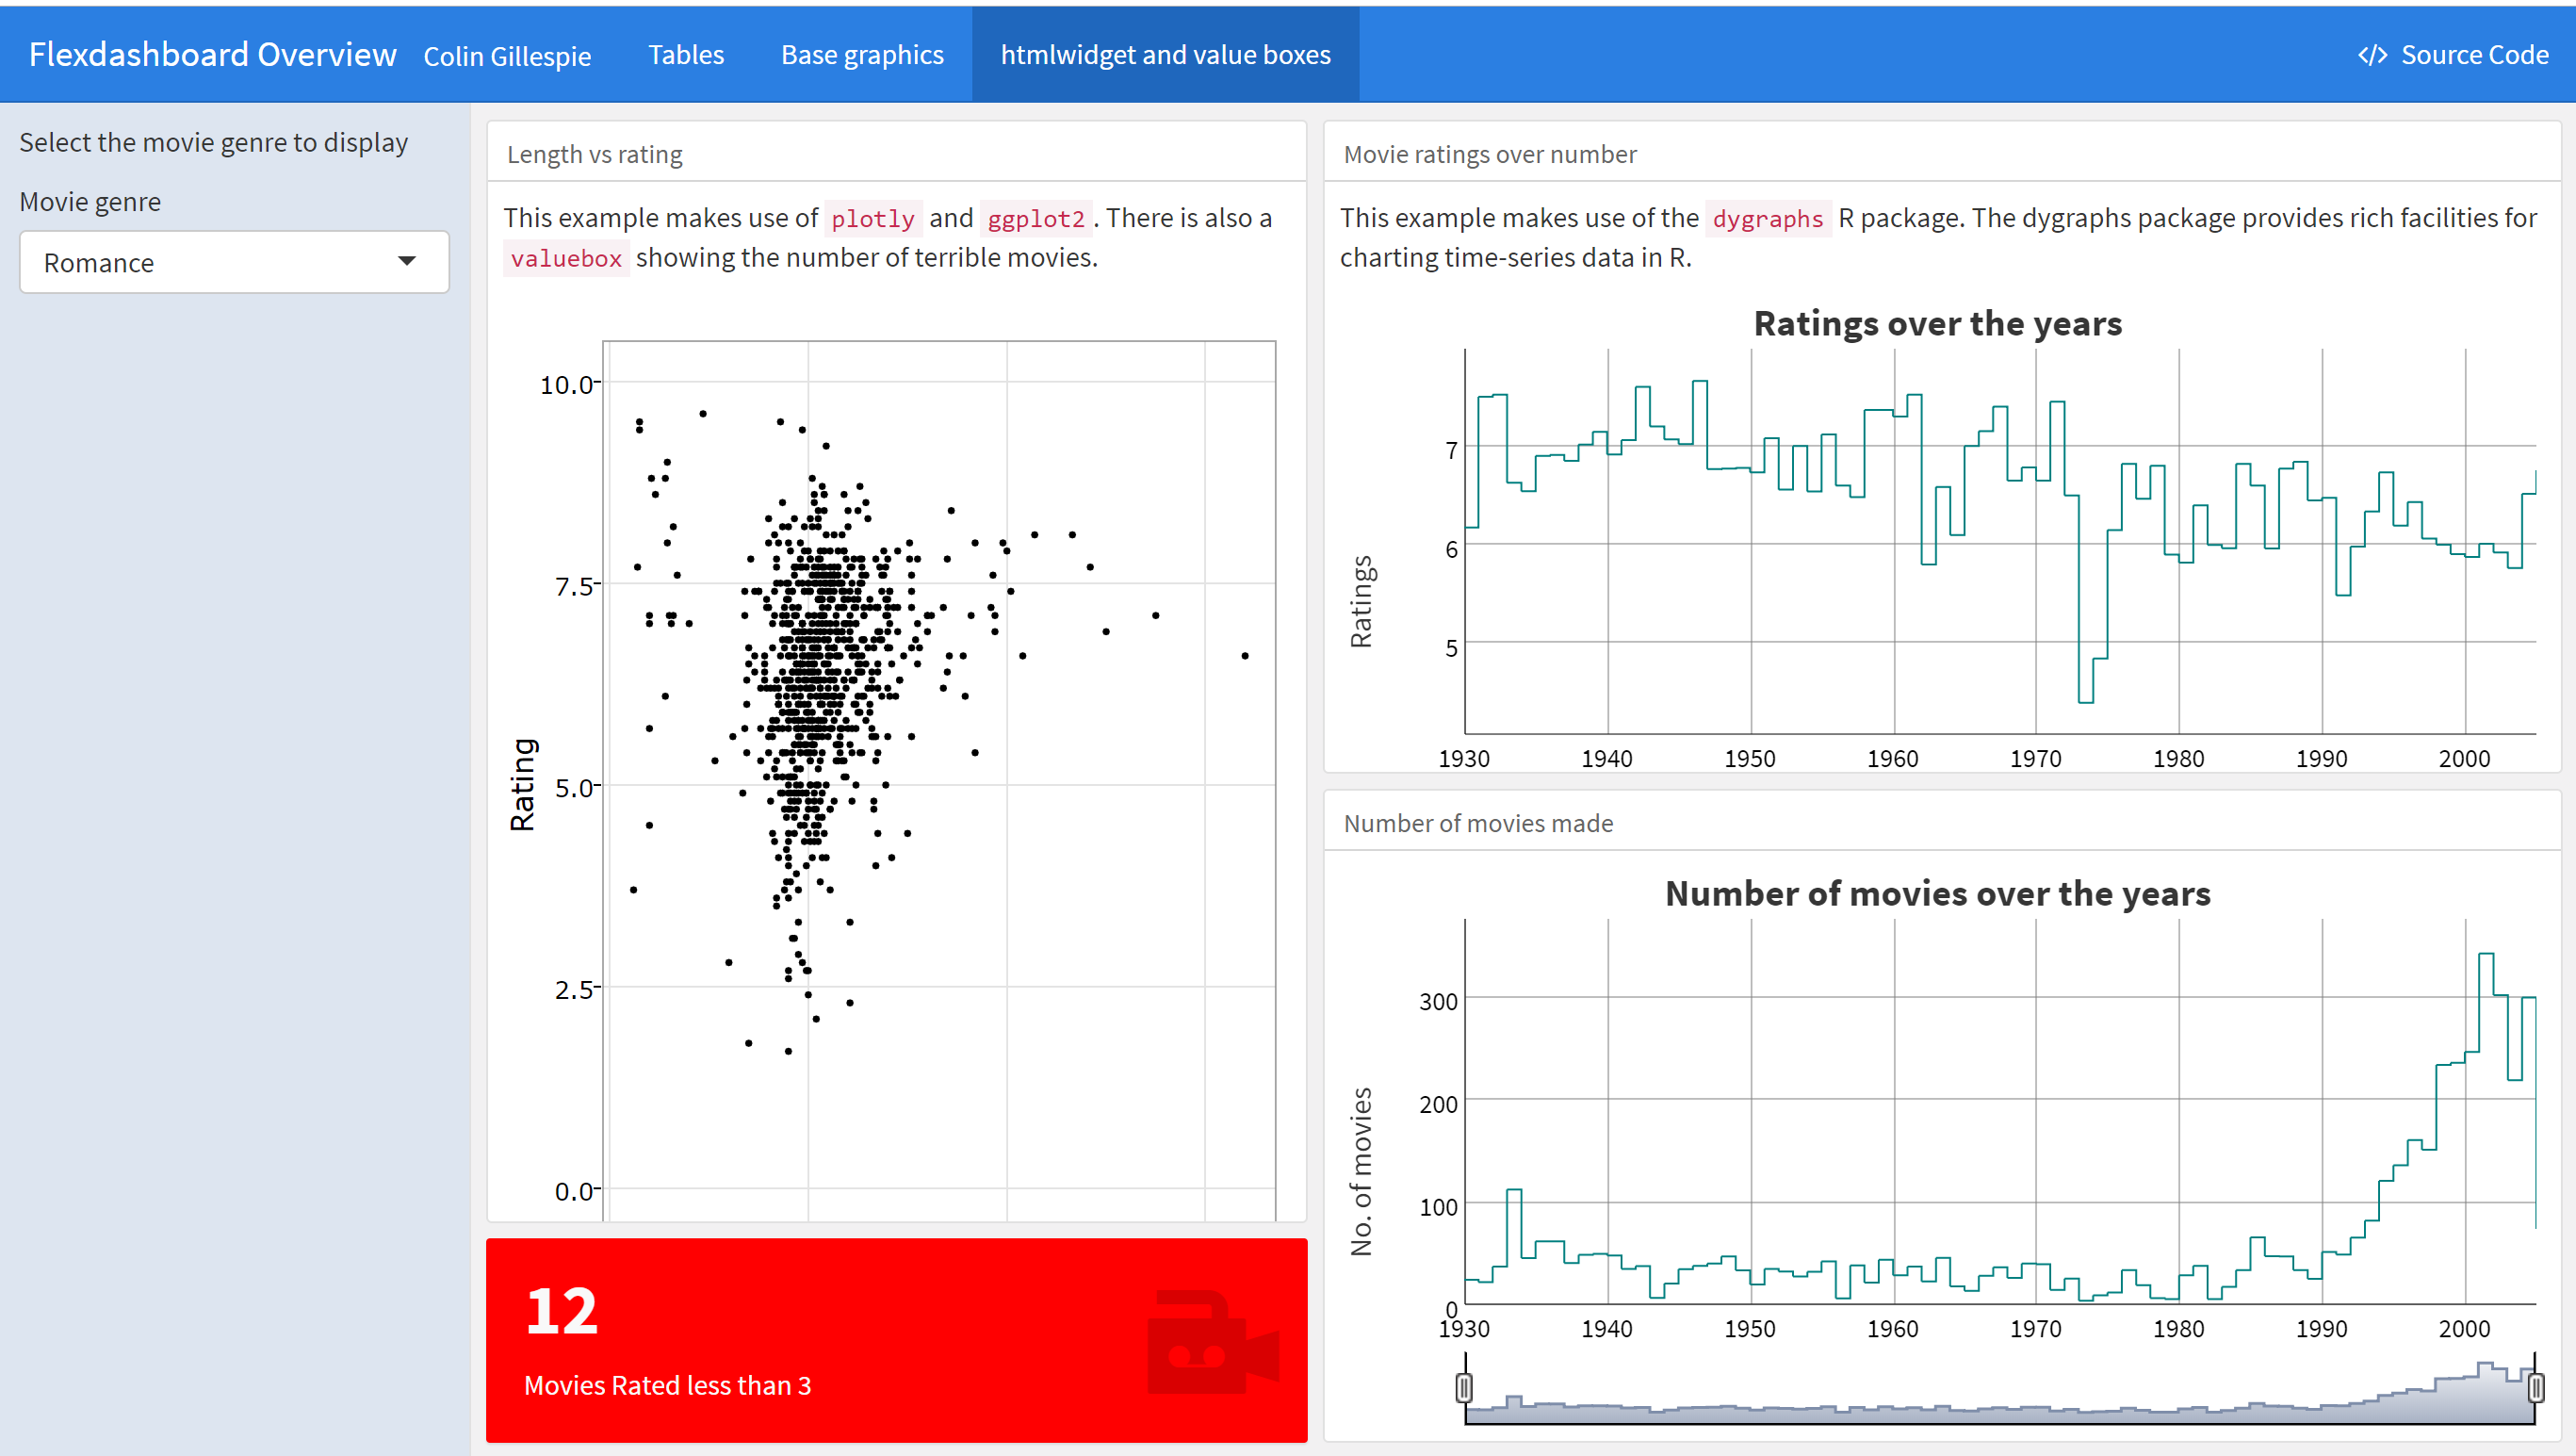 Flexdashboard Overview Colin Gillespie Tables Base graphics htmlwidget and value boxes Source Code
Select the movie genre to display
Movie genre
Romance
Length vs rating
This example makes use of plotly and ggplot2. There is also a
valuebox showing the number of terrible movies.
Rating
10.0
7.5
5.0
2.5
0.0
12
Movies Rated less than 3
Movie ratings over number
This example makes use of the dygraphs R package. The dygraphs package provides rich facilities for
charting time-series data in R.
Ratings over the years
Ratings
7
6
5
1930 1940 1950 1960 1970 1980 1990 2000
Number of movies made
Number of movies over the years
No. of movies
300
200
100
0
1930 1940 1950 1960 1970 1980 1990 2000